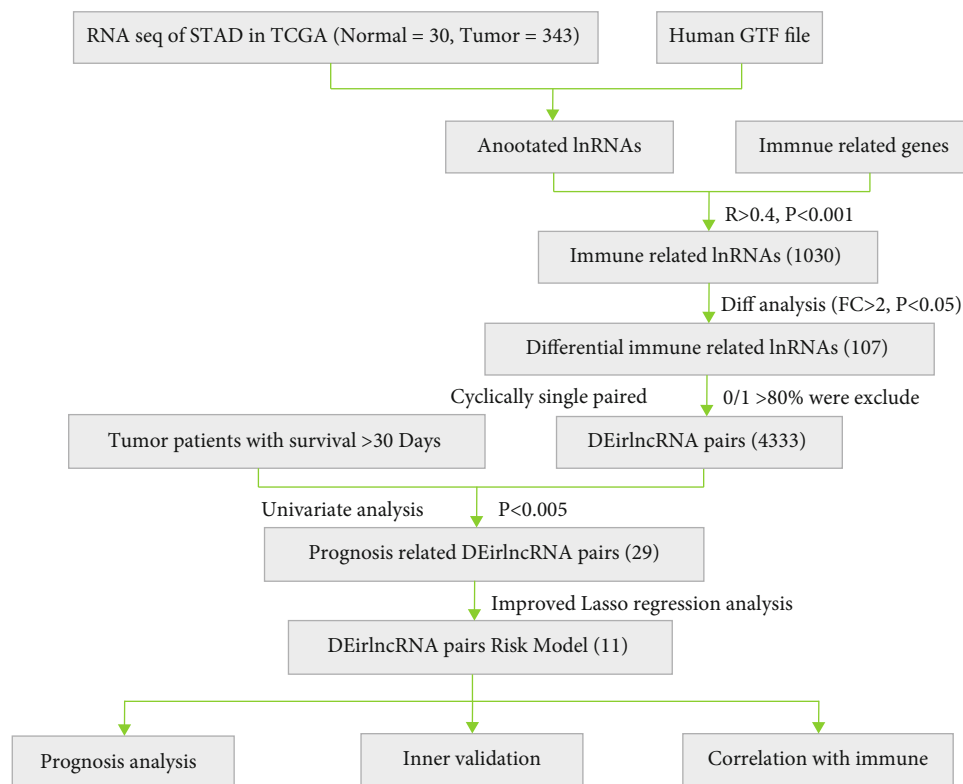 RNA seq of STAD in TCGA (Normal = 30, Tumor = 343)
Human GTF file
Anootated lnRNAs
Immnue related genes
R>0.4, P<0.001
Immune related lnRNAs (1030)
Diff analysis (FC>2, P<0.05)
Differential immune related lnRNAs (107)
Cyclically single paired
0/1 >80% were exclude
Tumor patients with survival >30 Days
DEirlncRNA pairs (4333)
Univariate analysis
P<0.005
Prognosis related DEirlncRNA pairs (29)
Improved Lasso regression analysis
DEirlncRNA pairs Risk Model (11)
Prognosis analysis
Inner validation
Correlation with immune